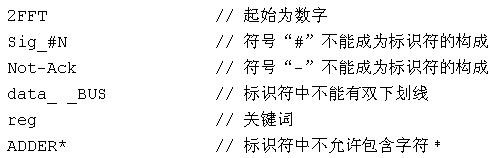 2FFT // 起始为数字
Sig_#N // 符号“#”不能成为标识符的构成
Not-Ack // 符号“-”不能成为标识符的构成
data_ _BUS // 标识符中不能有双下划线
reg // 关键词
ADDER* // 标识符中不允许包含字符*